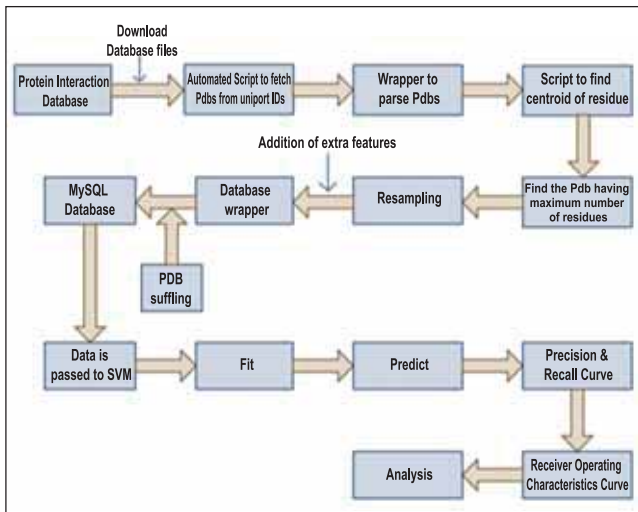 Download
Database files
Protein Interaction
Database
Automated Script to fetch
Pdbs from uniport IDs
Wrapper to
parse Pdbs
Script to find
centroid of residue
Addition of extra features
MySQL
Database
Database
wrapper
Resampling
Find the Pdb having
maximum number
of residues
PDB
suffling
Data is
passed to SVM
Fit
Predict
Precision &
Recall Curve
Analysis
Receiver Operating
Characteristics Curve